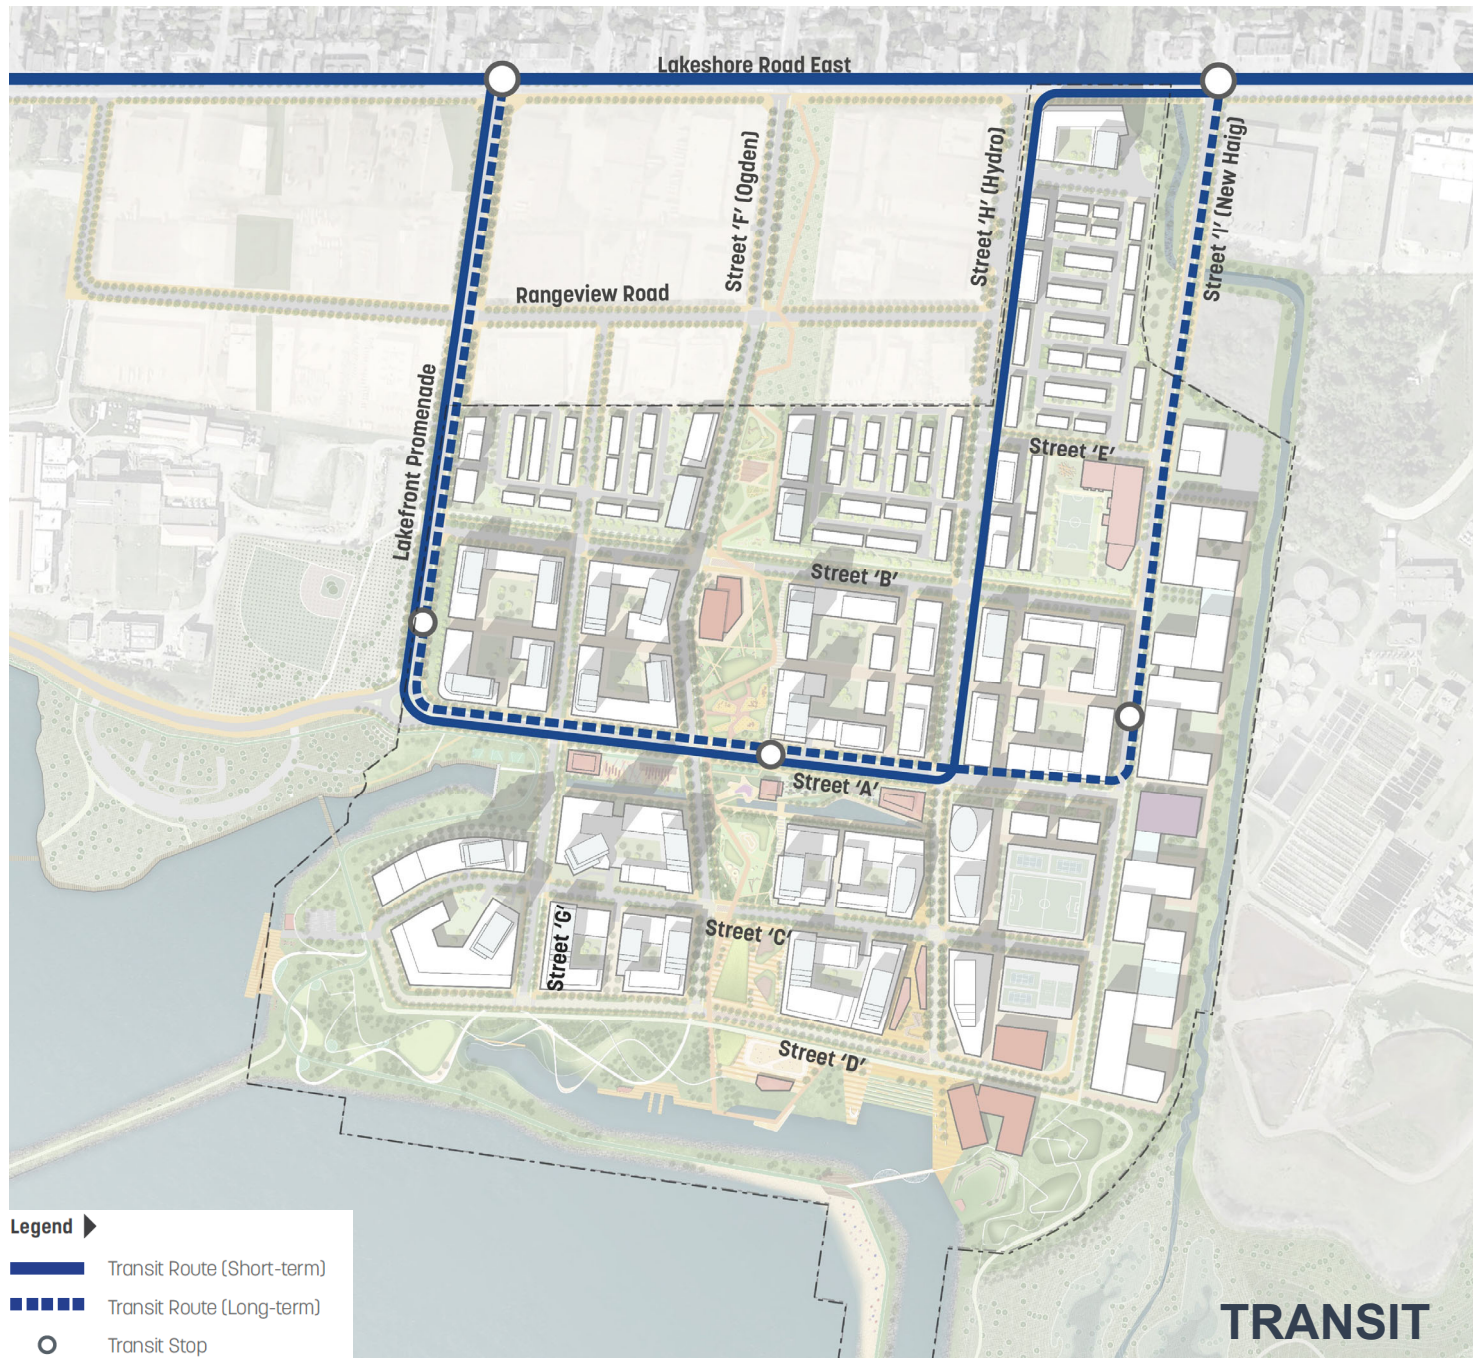 Lakeshore Road East
Street 'F' (Ogden)
Street 'H' (Hydro)
Street 'I' (New Haig)
Rangeview Road
Lakefront Promenade
Street 'E'
Street 'B'
Street 'A'
Street 'G'
Street 'C'
Street 'D'
Legend
Transit Route (Short-term)
Transit Route (Long-term)
Transit Stop
TRANSIT